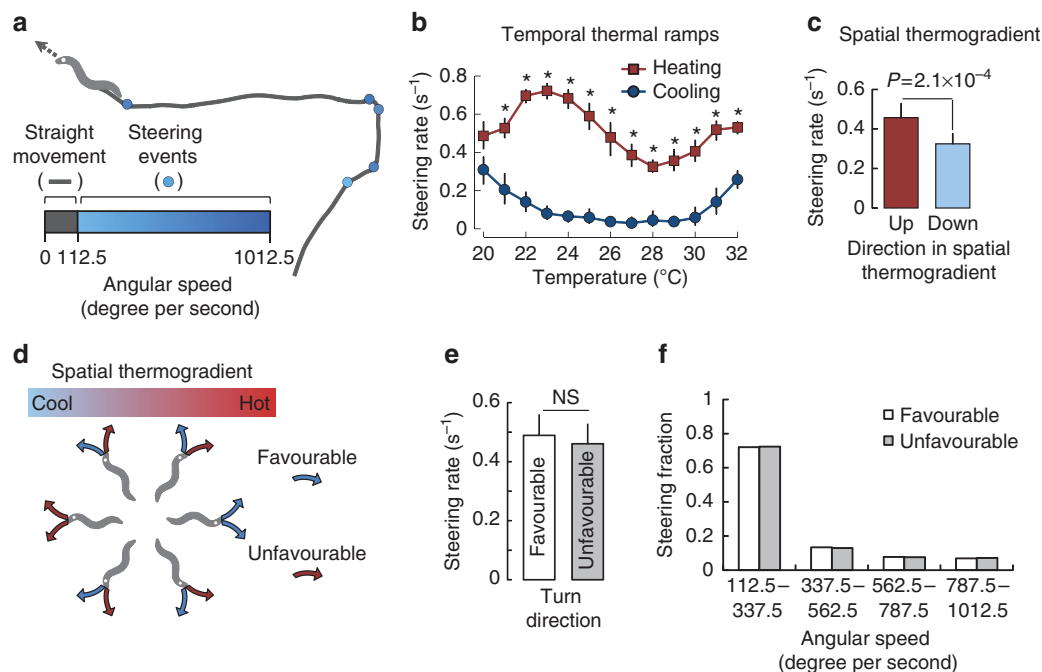 a
Straight
movement
( )
Steering
events
( )
0 112.5
1012.5
Angular speed
(degree per second)
b
Temporal thermal ramps
Heating
Cooling
Steering rate (s⁻¹)
0.8
0.6
0.4
0.2
0
* * * * * * * * * * * *
20 22 24 26 28 30 32
Temperature (°C)
c
Spatial thermogradient
P=2.1×10⁻⁴
Steering rate (s⁻¹)
0.6
0.4
0.2
0
Up Down
Direction in spatial
thermogradient
d
Spatial thermogradient
Cool Hot
Favourable
Unfavourable
e
NS
Steering rate (s⁻¹)
0.6
0.4
0.2
0
Favourable
Unfavourable
Turn
direction
f
Favourable
Unfavourable
Steering fraction
1
0.8
0.6
0.4
0.2
0
112.5– 337.5– 562.5– 787.5–
337.5 562.5 787.5 1012.5
Angular speed
(degree per second)